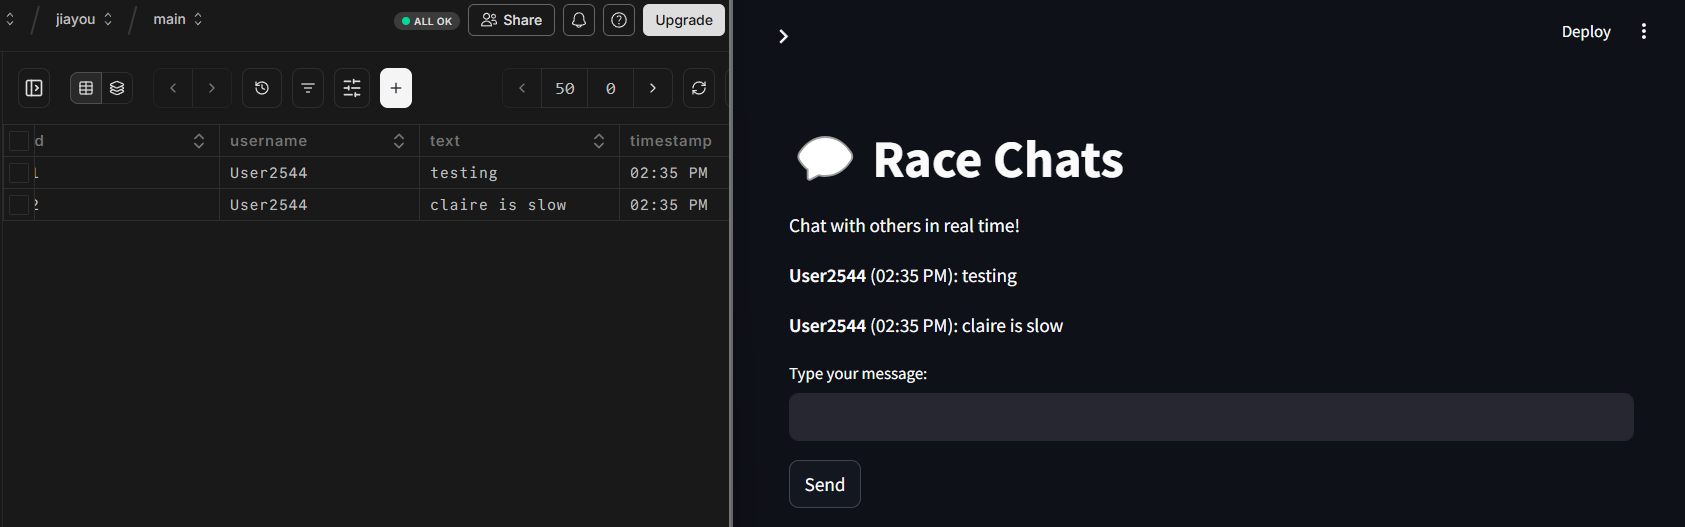 jiayou / main ALL OK Share Upgrade
50 0
d username text timestamp
1 User2544 testing 02:35 PM
2 User2544 claire is slow 02:35 PM
Deploy
Race Chats
Chat with others in real time!
User2544 (02:35 PM): testing
User2544 (02:35 PM): claire is slow
Type your message:
Send